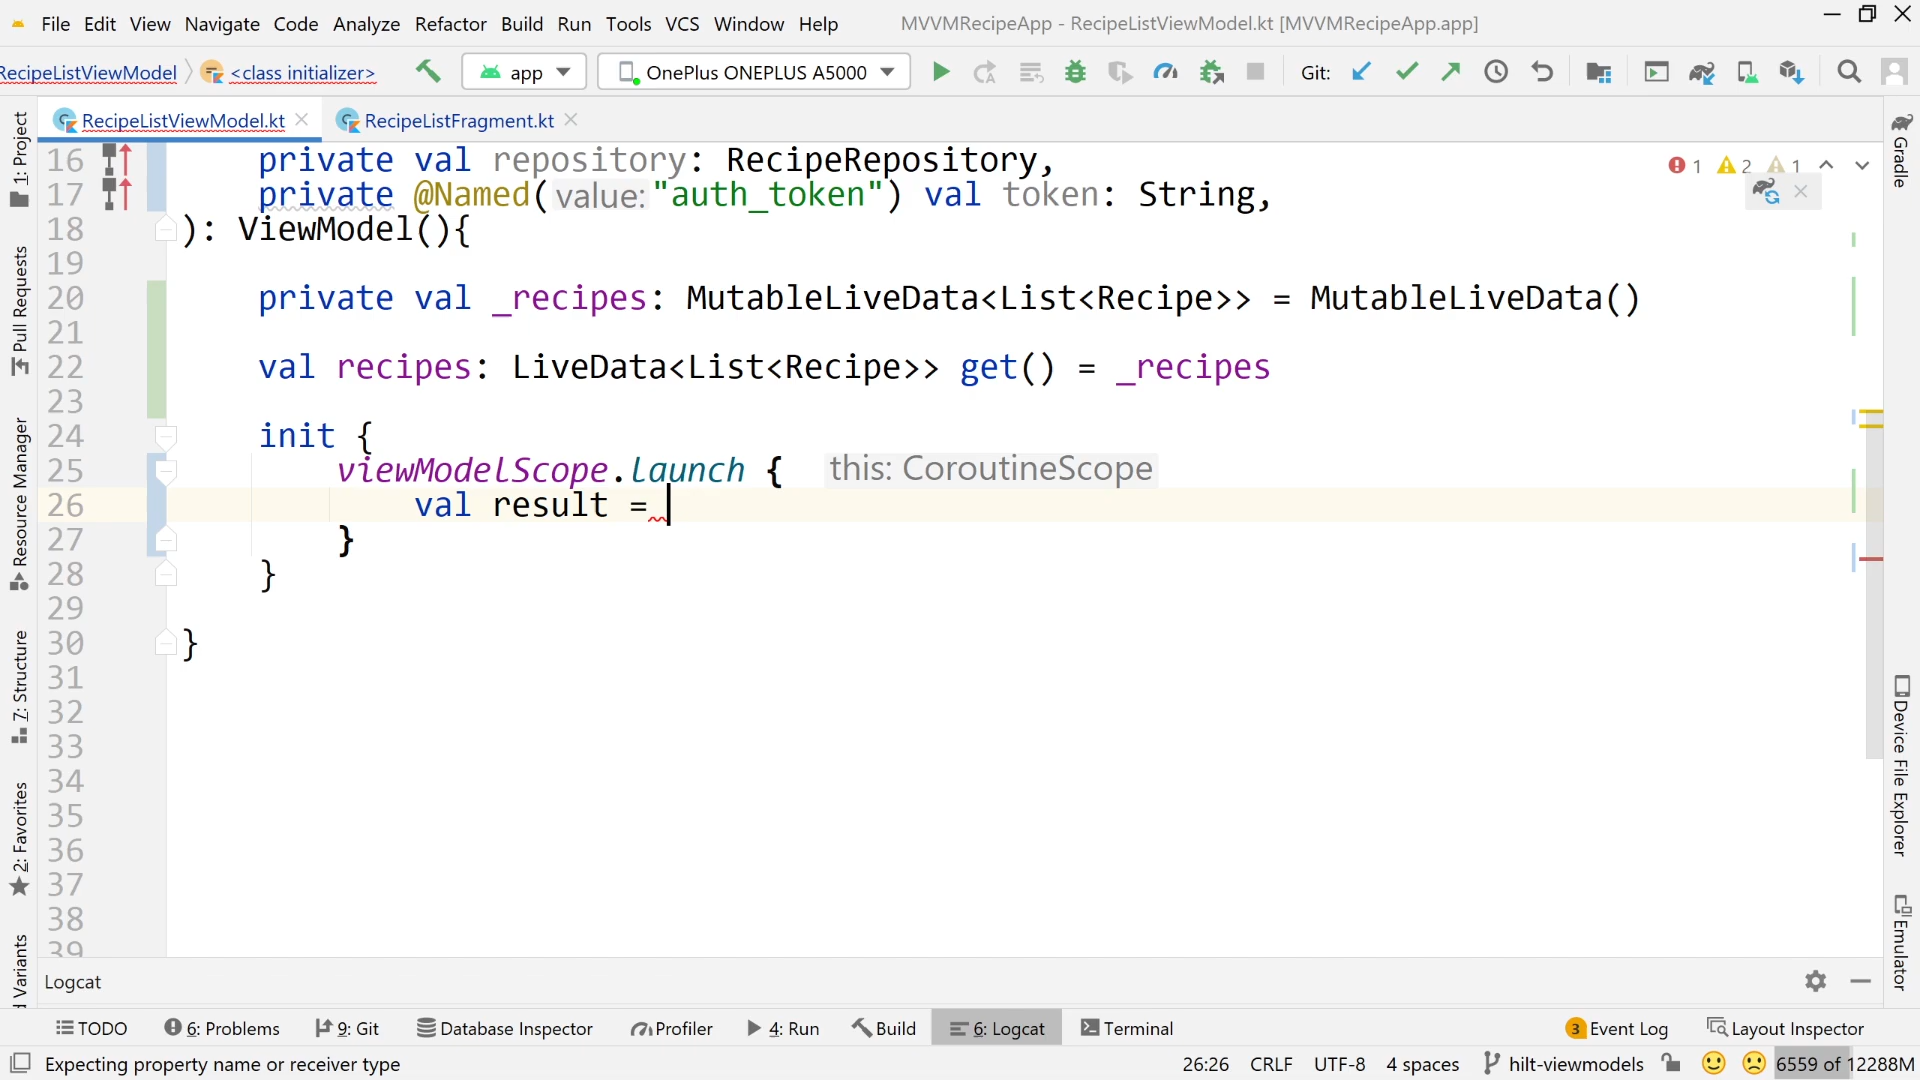 File Edit View Navigate Code Analyze Refactor Build Run Tools VCS Window Help MVVMRecipeApp - RecipeListViewModel.kt [MVVMRecipeApp.app]
RecipeListViewModel <class initializer> app OnePlus ONEPLUS A5000 Git:
RecipeListViewModel.kt RecipeListFragment.kt
1: Project
Pull Requests
Resource Manager
7: Structure
2: Favorites
Variants
16 private val repository: RecipeRepository,
17 private @Named( value: "auth_token") val token: String,
18 ): ViewModel(){
19
20 private val _recipes: MutableLiveData<List<Recipe>> = MutableLiveData()
21
22 val recipes: LiveData<List<Recipe>> get() = _recipes
23
24 init {
25 viewModelScope.launch { this: CoroutineScope
26 val result =
27 }
28 }
29
30 }
31
32
33
34
35
36
37
38
39
1 2 1
Gradle
Device File Explorer
Emulator
Logcat
TODO 6: Problems 9: Git Database Inspector Profiler 4: Run Build 6: Logcat Terminal 3 Event Log Layout Inspector
Expecting property name or receiver type 26:26 CRLF UTF-8 4 spaces hilt-viewmodels 6559 of 12288M